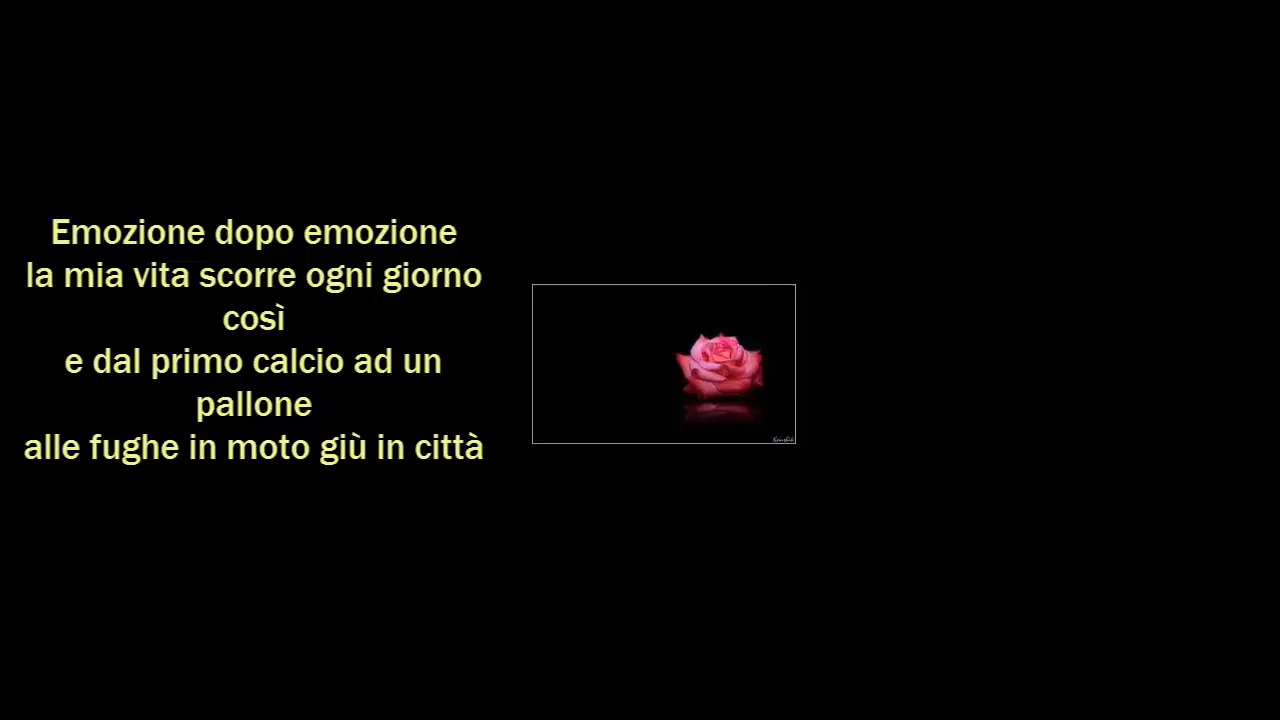 Emozione dopo emozione
la mia vita scorre ogni giorno
così
e dal primo calcio ad un
pallone
alle fughe in moto giù in città